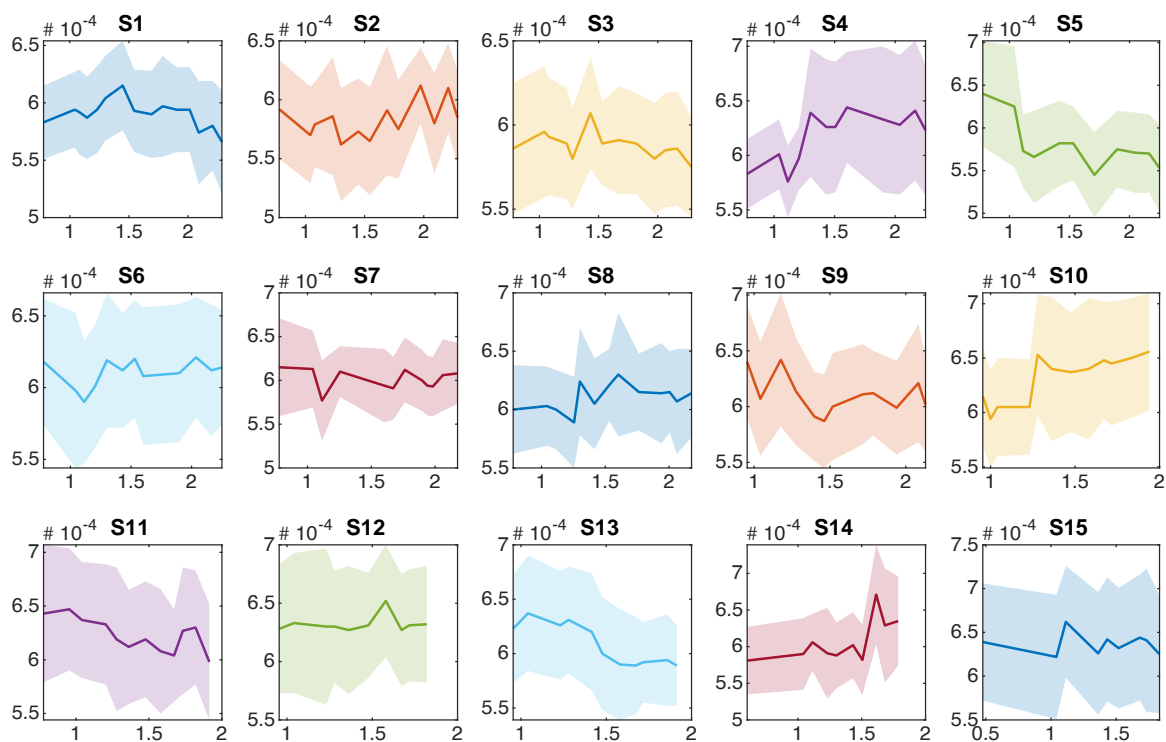 # 10-4 S1 # 10-4 S2 # 10-4 S3 # 10-4 S4 # 10-4 S5
6.5 6.5 6.5 7 7
6 6 6 6.5 6.5
5.5 5.5 5.5 6 6
5 5 5.5 5.5
5
1 1.5 2 1 1.5 2 1 1.5 2 1 1.5 2 1 1.5 2
# 10-4 S6 # 10-4 S7 # 10-4 S8 # 10-4 S9 # 10-4 S10
6.5 7 7 7 7
6 6.5 6.5 6.5 6.5
5.5 6 6 6 6
5.5 5.5 5.5 5.5
5
1 1.5 2 1 1.5 2 1 1.5 2 1 1.5 2 1 1.5 2
# 10-4 S11 # 10-4 S12 # 10-4 S13 # 10-4 S14 # 10-4 S15
7 7 7 7 7.5
6.5 6.5 6.5 6.5 7
6 6 6 6 6.5
5.5 5.5 5.5 5.5 6
5 5.5
1 1.5 2 1 1.5 2 1 1.5 2 1 1.5 2 0.5 1 1.5